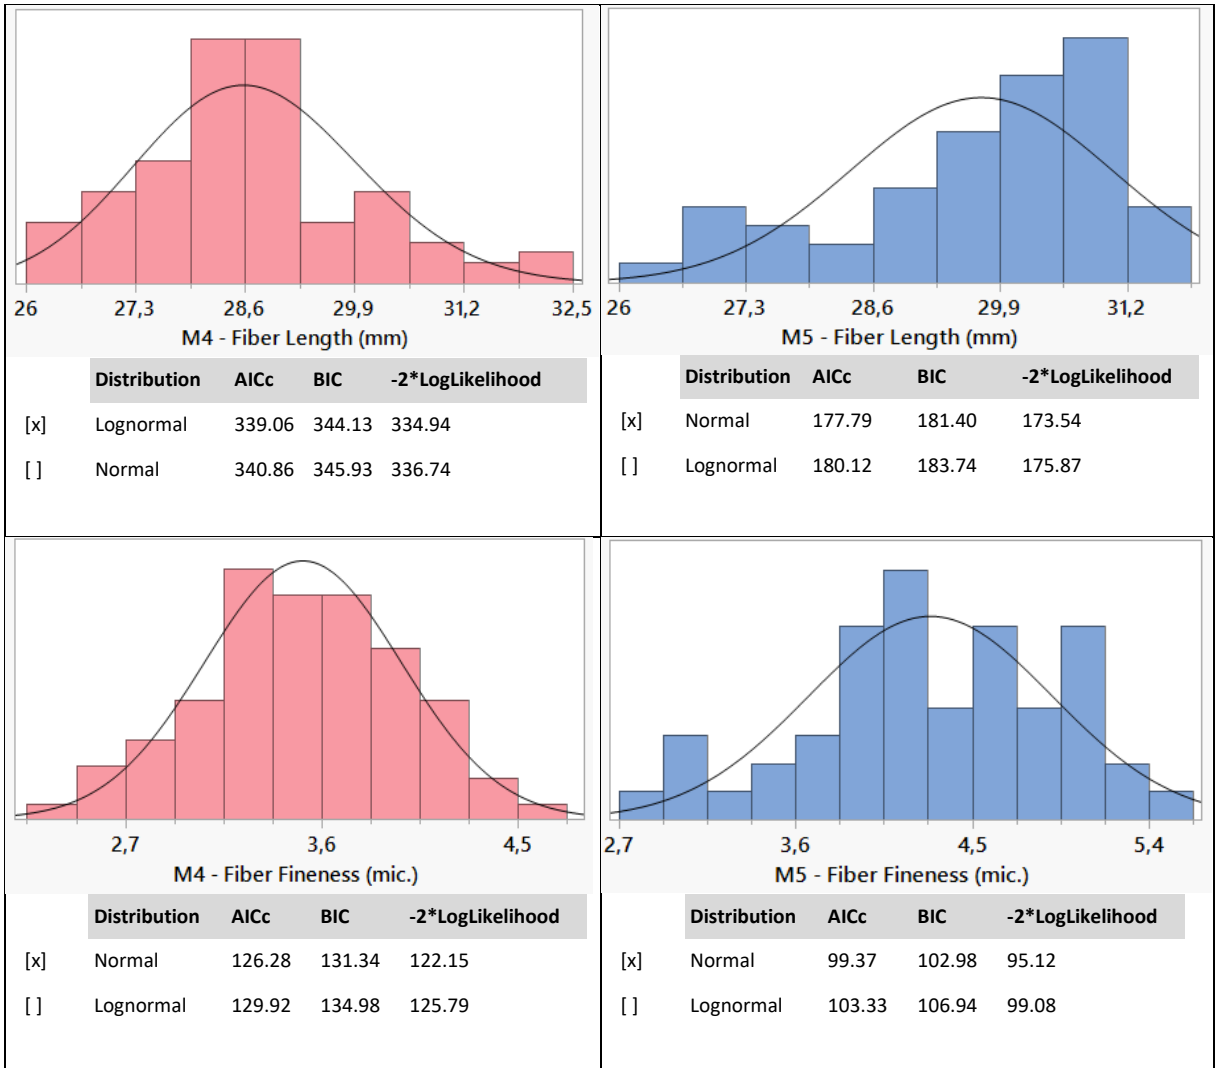 26 27,3 28,6 29,9 31,2 32,5
M4 - Fiber Length (mm)
Distribution AICc BIC -2*LogLikelihood
[x] Lognormal 339.06 344.13 334.94
[ ] Normal 340.86 345.93 336.74
26 27,3 28,6 29,9 31,2
M5 - Fiber Length (mm)
Distribution AICc BIC -2*LogLikelihood
[x] Normal 177.79 181.40 173.54
[ ] Lognormal 180.12 183.74 175.87
2,7 3,6 4,5
M4 - Fiber Fineness (mic.)
Distribution AICc BIC -2*LogLikelihood
[x] Normal 126.28 131.34 122.15
[ ] Lognormal 129.92 134.98 125.79
2,7 3,6 4,5 5,4
M5 - Fiber Fineness (mic.)
Distribution AICc BIC -2*LogLikelihood
[x] Normal 99.37 102.98 95.12
[ ] Lognormal 103.33 106.94 99.08